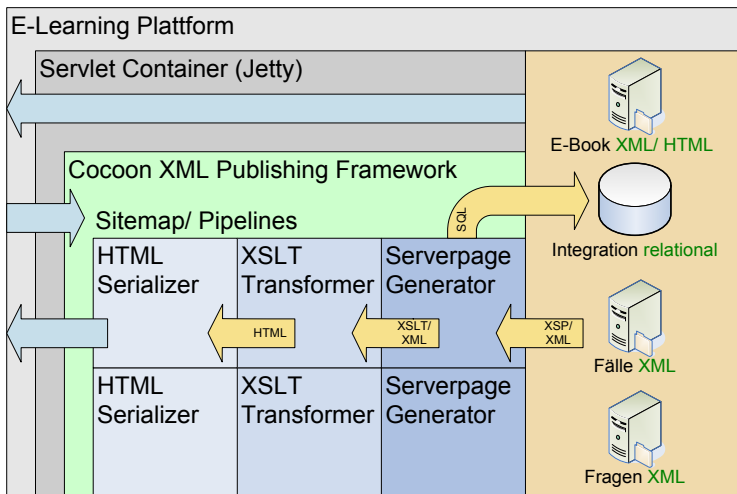 E-Learning Plattform
Servlet Container (Jetty)
E-Book XML/ HTML
Cocoon XML Publishing Framework
Sitemap/ Pipelines
SQL
Integration relational
HTML
Serializer
XSLT
Transformer
Serverpage
Generator
HTML
XSLT/
XML
XSP/
XML
Fälle XML
HTML
Serializer
XSLT
Transformer
Serverpage
Generator
Fragen XML